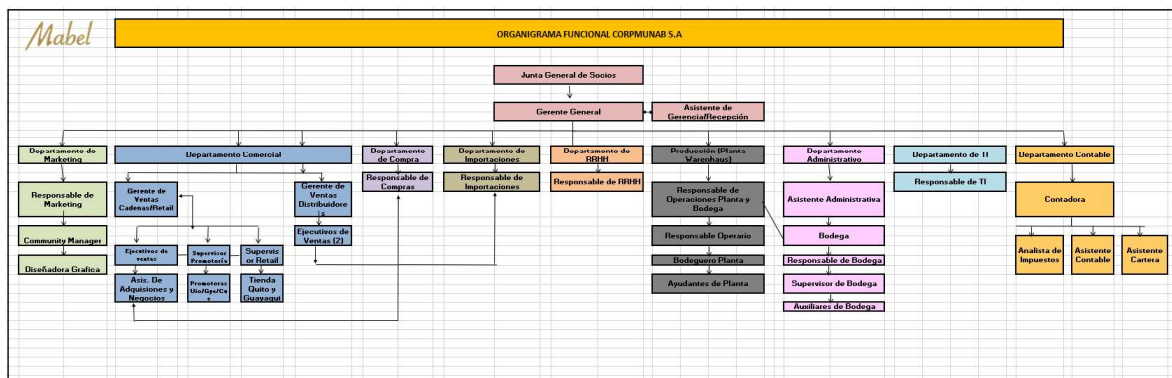 Mabel
ORGANIGRAMA FUNCIONAL CORPMUNAB S.A
Junta General de Socios
Gerente General
Asistente de
Gerencia/Recepción
Departamento de
Marketing
Departamento Comercial
Departamento
de Compra
Departamento
de Importaciones
Departamento de
RRHH
Producción (Planta
Warenhaus)
Departamento
Administrativo
Departamento de TI
Departamento Contable
Responsable de
Marketing
Gerente de
Ventas
Cadenas/Retail
Gerente de
Ventas
Distribuidore
s
Responsable de
Compras
Responsable de
Importaciones
Responsable de RRHH
Responsable de
Operaciones Planta y
Bodega
Asistente Administrativa
Responsable de TI
Contadora
Community Manager
Ejecutivos de
Ventas (2)
Responsable Operario
Bodega
Ejecutivos de
ventas
Supervisor
Promotoria
Supervis
or Retail
Analista de
Impuestos
Asistente
Contable
Asistente
Cartera
Diseñadora Grafica
Bodeguero Planta
Responsable de Bodega
Asis. De
Adquisiones y
Negocios
Promotoras
Uio/Gye/Cue
Tienda
Quito y
Guayaqui
Ayudantes de Planta
Supervisor de Bodega
Auxiliares de Bodega